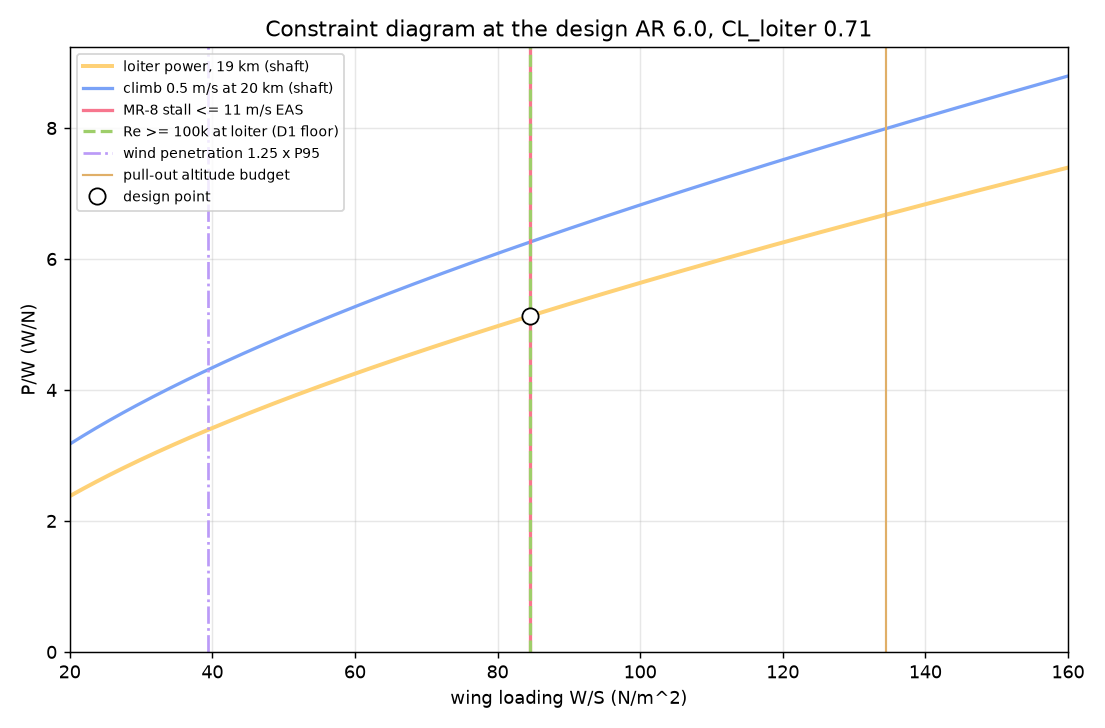 Constraint diagram at the design AR 6.0, CL_loiter 0.71
loiter power, 19 km (shaft)
climb 0.5 m/s at 20 km (shaft)
MR-8 stall <= 11 m/s EAS
Re >= 100k at loiter (D1 floor)
wind penetration 1.25 x P95
pull-out altitude budget
design point
P/W (W/N)
8
6
4
2
0
20 40 60 80 100 120 140 160
wing loading W/S (N/m^2)